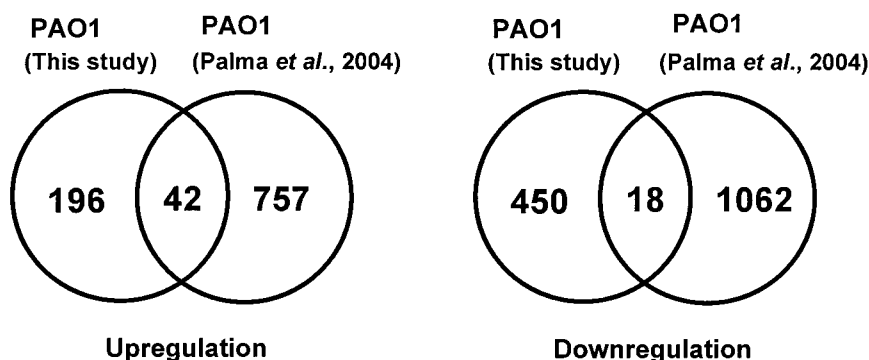 PAO1
(This study)
PAO1
(Palma et al., 2004)
196
42
757
Upregulation
PAO1
(This study)
PAO1
(Palma et al., 2004)
450
18
1062
Downregulation